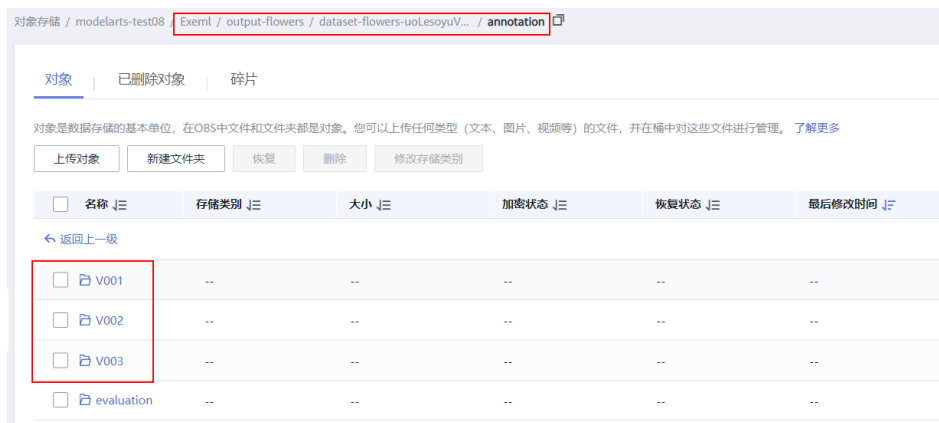 对象存储 / modelarts-test08 / Exeml / output-flowers / dataset-flowers-uoLesoyuV... / annotation
对象 | 已删除对象 | 碎片
对象是数据存储的基本单位，在OBS中文件和文件夹都是对象。您可以上传任何类型（文本、图片、视频等）的文件，并在桶中对这些文件进行管理。 了解更多
上传对象 新建文件夹 恢复 删除 修改存储类别
名称 存储类别 大小 加密状态 恢复状态 最后修改时间
返回上一级
V001 -- -- -- -- --
V002 -- -- -- -- --
V003 -- -- -- -- --
evaluation -- -- -- -- --